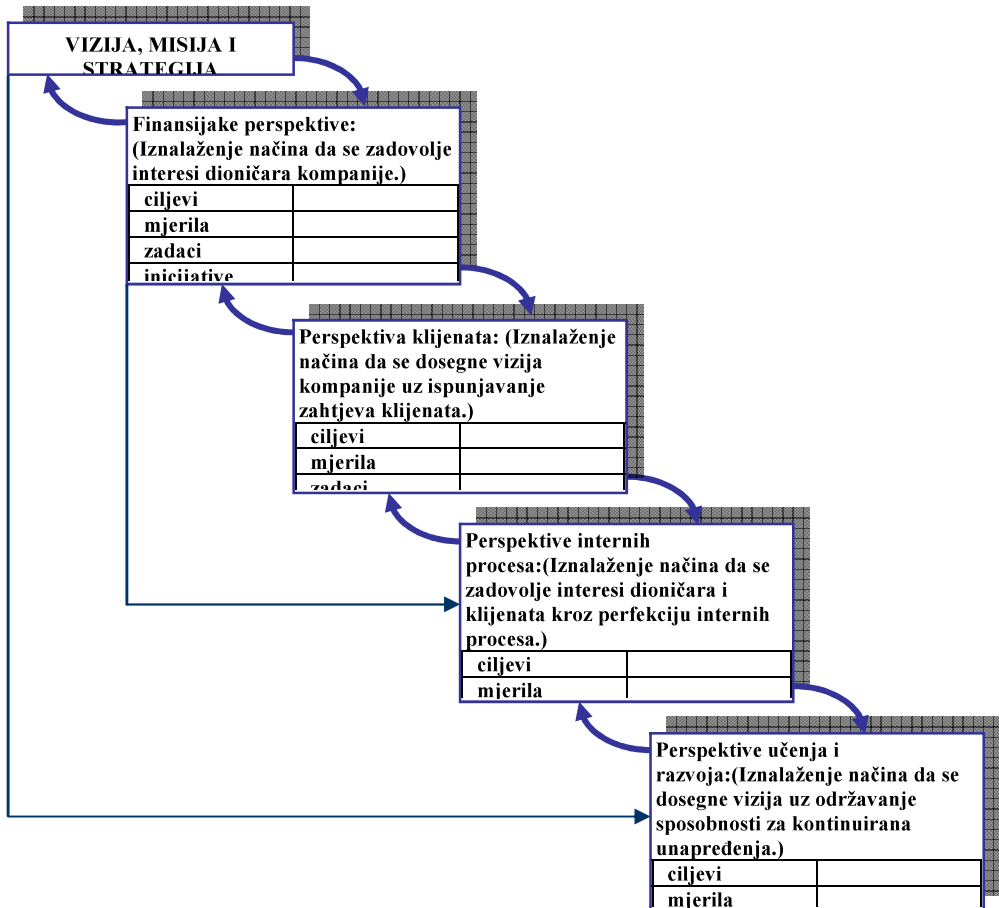 VIZIJA, MISIJA I
STRATEGIJA
Finansijake perspektive:
(Iznalaženje načina da se zadovolje
interesi dioničara kompanije.)
ciljevi
mjerila
zadaci
inicijative
Perspektiva klijenata: (Iznalaženje
načina da se dosegne vizija
kompanije uz ispunjavanje
zahtjeva klijenata.)
ciljevi
mjerila
zadaci
Perspektive internih
procesa:(Iznalaženje načina da se
zadovolje interesi dioničara i
klijenata kroz perfekciju internih
procesa.)
ciljevi
mjerila
Perspektive učenja i
razvoja:(Iznalaženje načina da se
dosegne vizija uz održavanje
sposobnosti za kontinuirana
unapređenja.)
ciljevi
mjerila